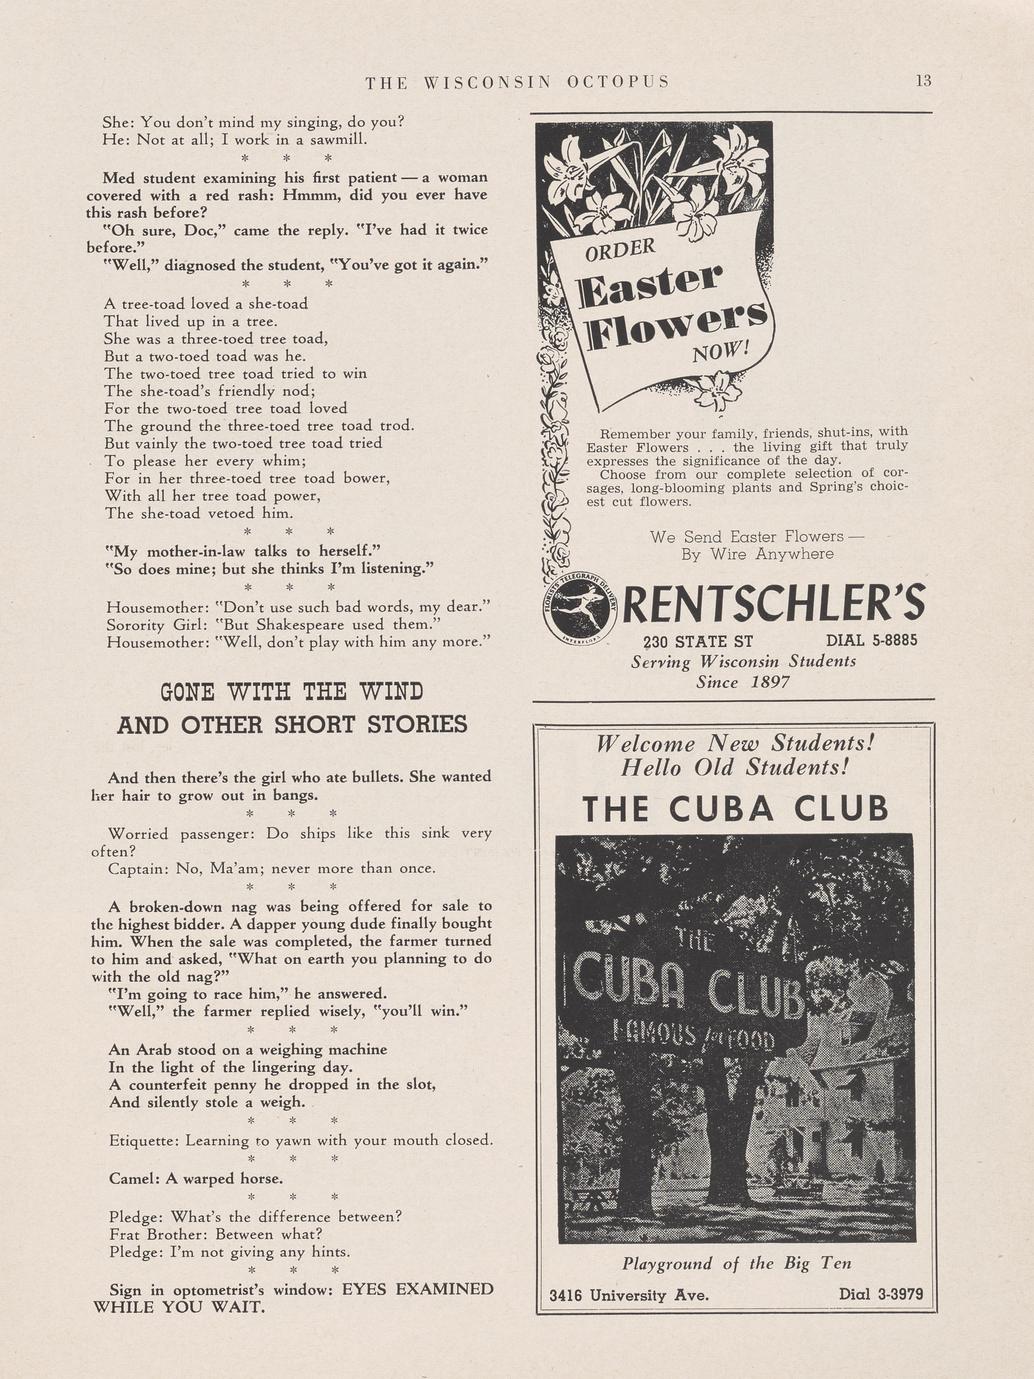 THE WISCONSIN OCTOPUS
13
She: You don't mind my singing, do you?
He: Not at all; I work in a sawmill.
* * *
Med student examining his first patient — a woman
covered with a red rash: Hmmm, did you ever have
this rash before?
"Oh sure, Doc," came the reply. "I've had it twice
before."
"Well," diagnosed the student, "You've got it again."
* * *
A tree-toad loved a she-toad
That lived up in a tree.
She was a three-toed tree toad,
But a two-toed toad was he.
The two-toed tree toad tried to win
The she-toad's friendly nod;
For the two-toed tree toad loved
The ground the three-toed tree toad trod.
But vainly the two-toed tree toad tried
To please her every whim;
For in her three-toed tree toad bower,
With all her tree toad power,
The she-toad vetoed him.
* * *
"My mother-in-law talks to herself."
"So does mine; but she thinks I'm listening."
* * *
Housemother: "Don't use such bad words, my dear."
Sorority Girl: "But Shakespeare used them."
Housemother: "Well, don't play with him any more."
GONE WITH THE WIND
AND OTHER SHORT STORIES
And then there's the girl who ate bullets. She wanted
her hair to grow out in bangs.
* * *
Worried passenger: Do ships like this sink very
often?
Captain: No, Ma'am; never more than once.
* * *
A broken-down nag was being offered for sale to
the highest bidder. A dapper young dude finally bought
him. When the sale was completed, the farmer turned
to him and asked, "What on earth you planning to do
with the old nag?"
"I'm going to race him," he answered.
"Well," the farmer replied wisely, "you'll win."
* * *
An Arab stood on a weighing machine
In the light of the lingering day.
A counterfeit penny he dropped in the slot,
And silently stole a weigh.
* * *
Etiquette: Learning to yawn with your mouth closed.
* * *
Camel: A warped horse.
* * *
Pledge: What's the difference between?
Frat Brother: Between what?
Pledge: I'm not giving any hints.
* * *
Sign in optometrist's window: EYES EXAMINED
WHILE YOU WAIT.
ORDER
Easter
Flowers
NOW!
Remember your family, friends, shut-ins, with
Easter Flowers . . . the living gift that truly
expresses the significance of the day.
Choose from our complete selection of cor-
sages, long-blooming plants and Spring's choic-
est cut flowers.
We Send Easter Flowers —
By Wire Anywhere
FLORISTS TELEGRAPH DELIVERY
INTERFLORA
RENTSCHLER'S
230 STATE ST DIAL 5-8885
Serving Wisconsin Students
Since 1897
Welcome New Students!
Hello Old Students!
THE CUBA CLUB
THE
CUBA CLUB
FAMOUS for FOOD
Playground of the Big Ten
3416 University Ave. Dial 3-3979